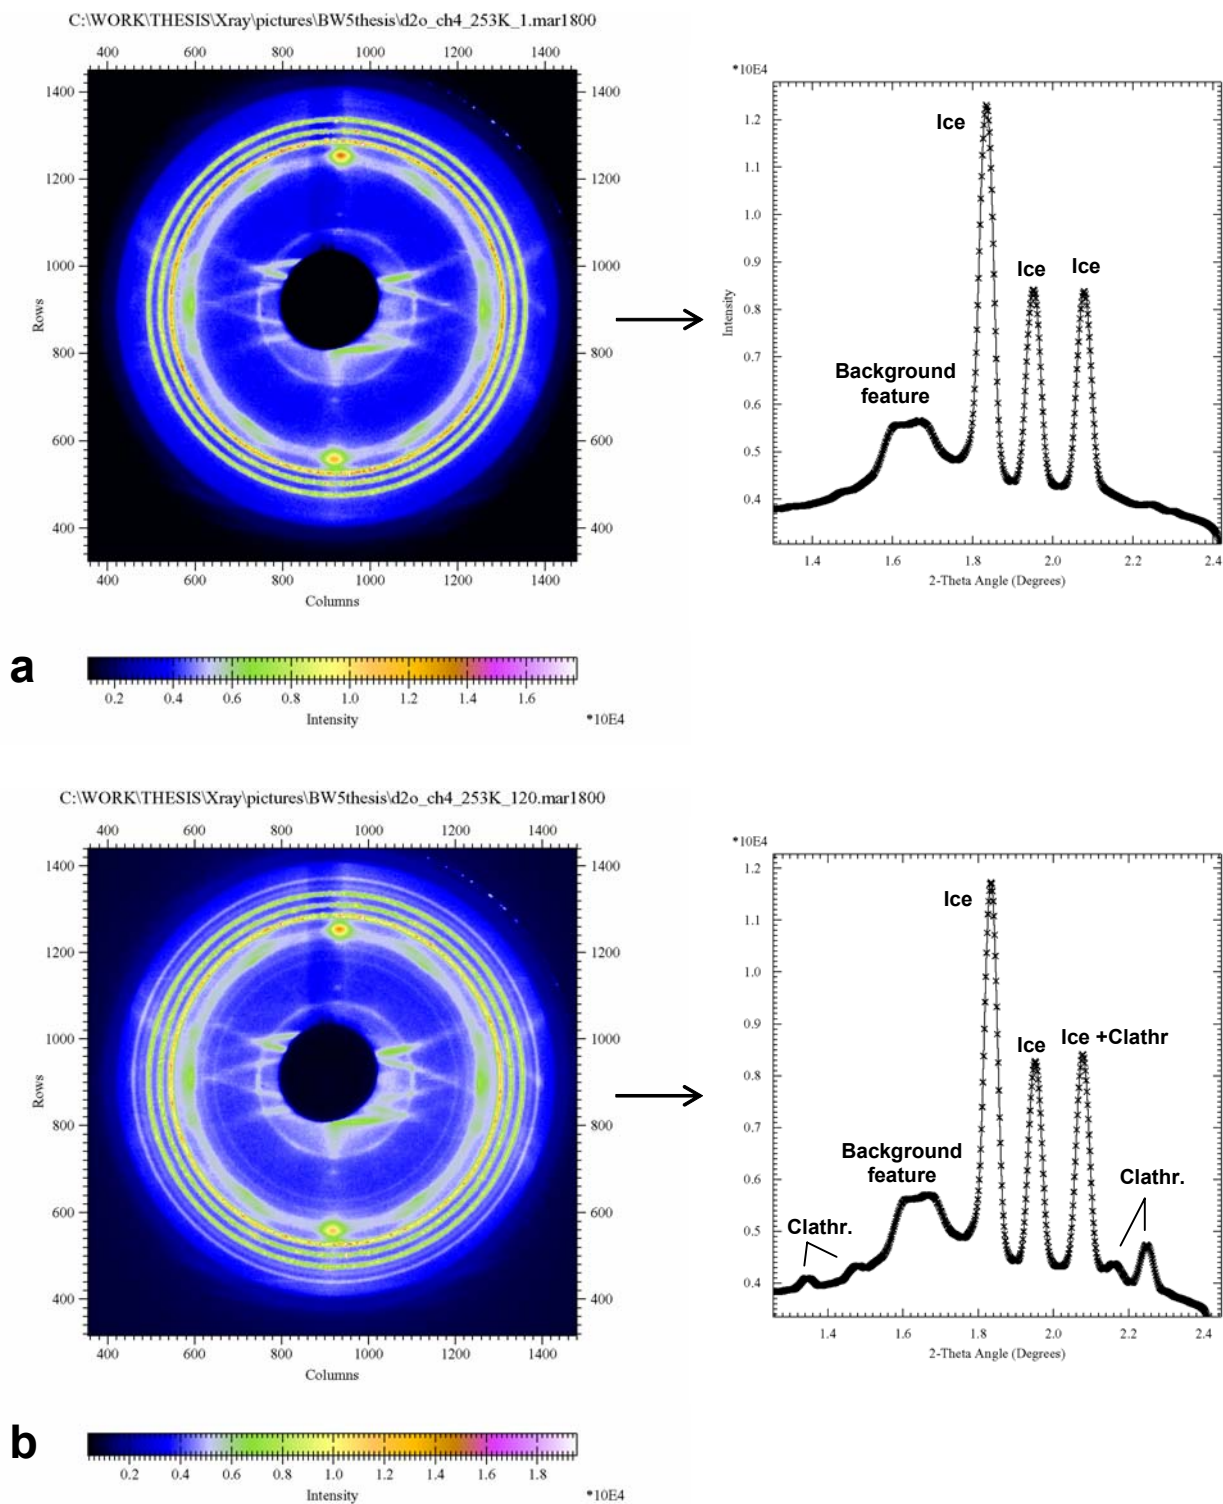 C:\WORK\THESIS\Xray\pictures\BW5thesis\d2o_ch4_253K_1.mar1800
400 600 800 1000 1200 1400
1400 1400
1200 1200
1000 1000
800 800
600 600
400 400
Rows
400 600 800 1000 1200 1400
Columns
*10E4
1.2
1.1
1.0
0.9
0.8
0.7
0.6
0.5
0.4
Intensity
Ice
Ice Ice
Background
feature
1.4 1.6 1.8 2.0 2.2 2.4
2-Theta Angle (Degrees)
a
0.2 0.4 0.6 0.8 1.0 1.2 1.4 1.6
Intensity *10E4
C:\WORK\THESIS\Xray\pictures\BW5thesis\d2o_ch4_253K_120.mar1800
400 600 800 1000 1200 1400
1400 1400
1200 1200
1000 1000
800 800
600 600
400 400
Rows
400 600 800 1000 1200 1400
Columns
*10E4
1.2
1.1
1.0
0.9
0.8
0.7
0.6
0.5
0.4
Intensity
Ice
Ice Ice +Clathr
Background
feature
Clathr.
Clathr.
1.4 1.6 1.8 2.0 2.2 2.4
2-Theta Angle (Degrees)
b
0.2 0.4 0.6 0.8 1.0 1.2 1.4 1.6 1.8
Intensity *10E4